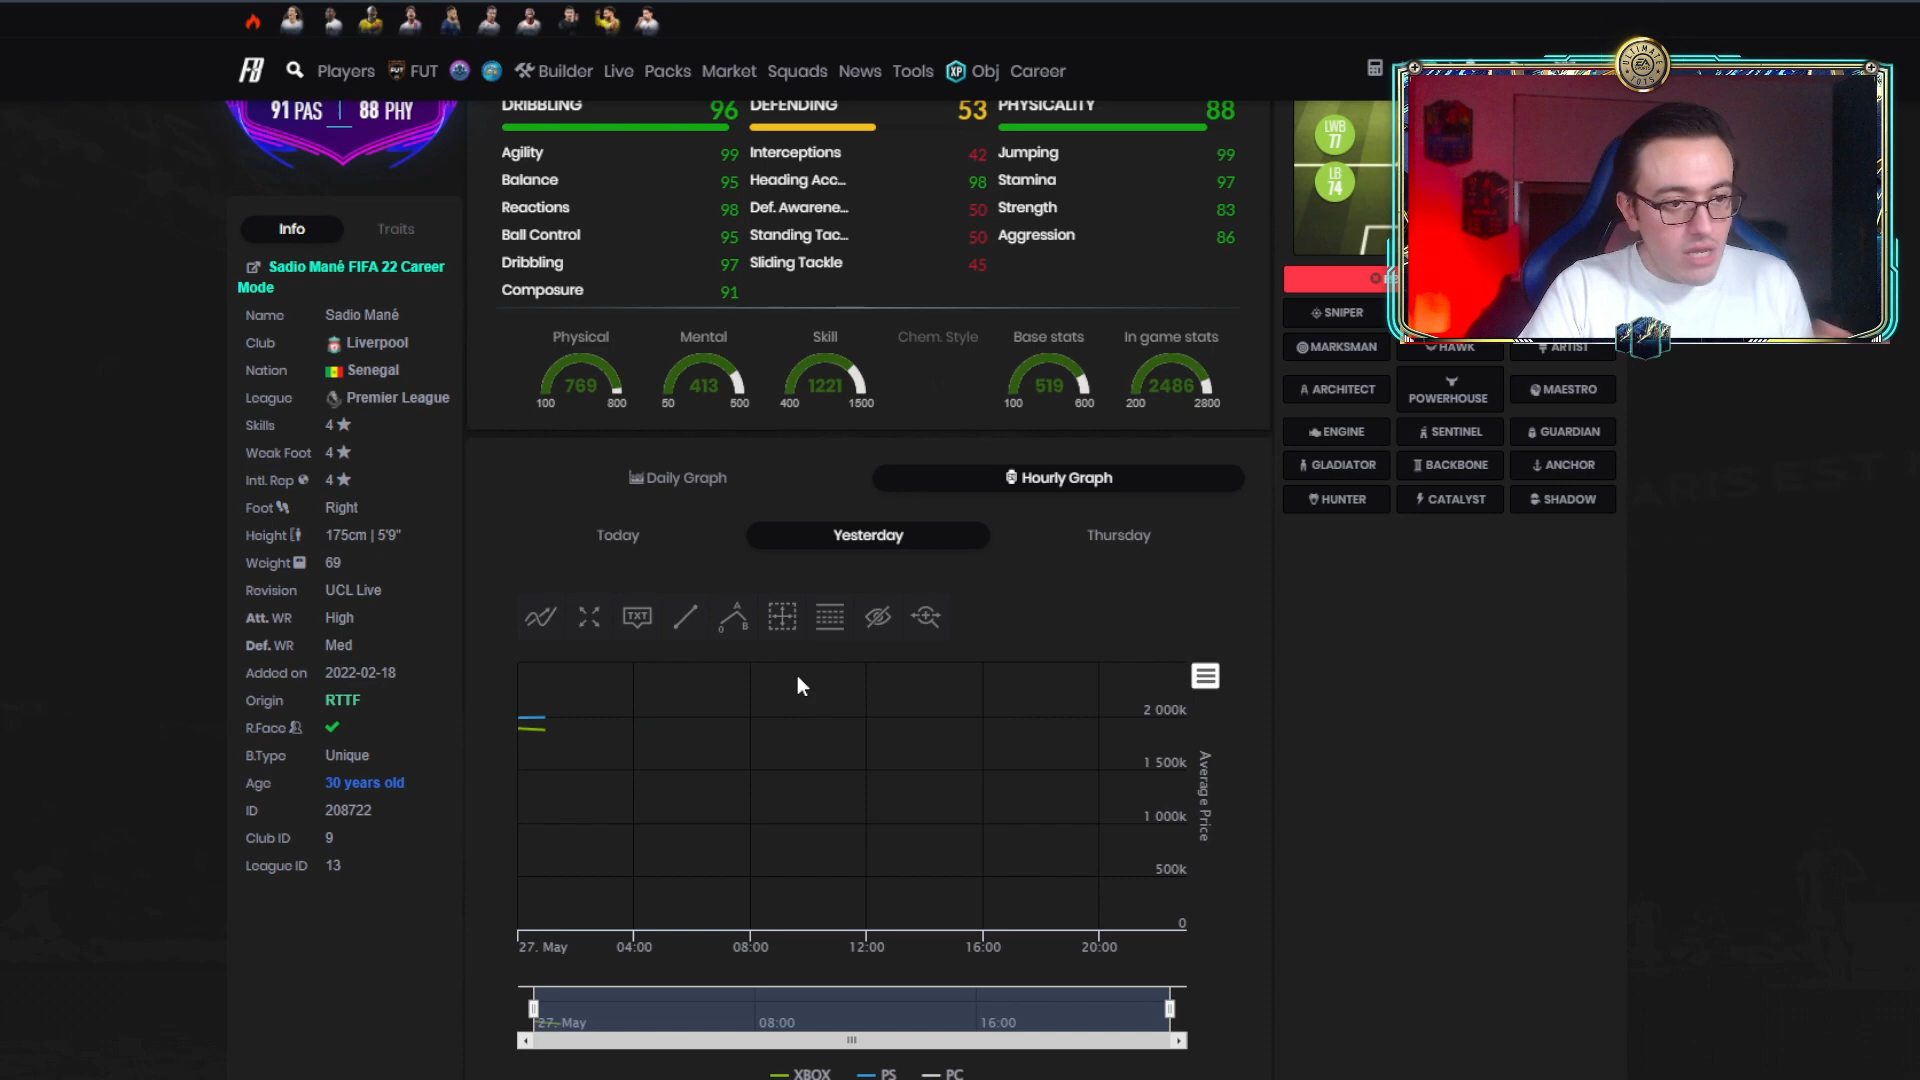 Players FUT Builder Live Packs Market Squads News Tools XP Obj Career
ULTIMATE
EA SPORTS
TOTS
91 PAS | 88 PHY
DRIBBLING 96 DEFENDING 53 PHYSICALITY 88
Agility 99 Interceptions 42 Jumping 99
Balance 95 Heading Acc... 98 Stamina 97
Reactions 98 Def. Awarene... 50 Strength 83
Ball Control 95 Standing Tac... 50 Aggression 86
Dribbling 97 Sliding Tackle 45
Composure 91
LWB
77
LB
74
Physical Mental Skill Chem. Style Base stats In game stats
769 413 1221 519 2486
100 800 50 500 400 1500 100 600 200 2800
Info Traits
Sadio Mané FIFA 22 Career
Mode
Name Sadio Mané
Club Liverpool
Nation Senegal
League Premier League
Skills 4
Weak Foot 4
Intl. Rep 4
Foot Right
Height 175cm | 5'9"
Weight 69
Revision UCL Live
Att. WR High
Def. WR Med
Added on 2022-02-18
Origin RTTF
R.Face
B.Type Unique
Age 30 years old
ID 208722
Club ID 9
League ID 13
SNIPER
MARKSMAN HAWK ARTIST
ARCHITECT POWERHOUSE MAESTRO
ENGINE SENTINEL GUARDIAN
GLADIATOR BACKBONE ANCHOR
HUNTER CATALYST SHADOW
Daily Graph Hourly Graph
Today Yesterday Thursday
TXT
A
0 B
2 000k
1 500k
1 000k
500k
0
Average Price
27. May 04:00 08:00 12:00 16:00 20:00
27. May 08:00 16:00
XBOX PS PC